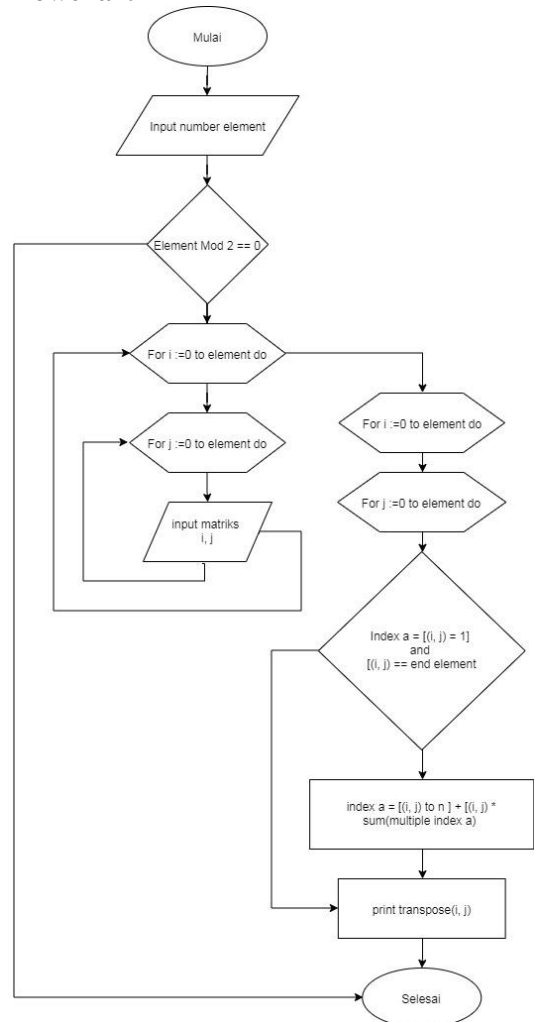 Mulai
Input number element
Element Mod 2 == 0
For i :=0 to element do
For j :=0 to element do
input matriks
i, j
For i :=0 to element do
For j :=0 to element do
Index a = [(i, j) = 1]
and
[(i, j) == end element
index a = [(i, j) to n ] + [(i, j) *
sum(multiple index a)
print transpose(i, j)
Selesai